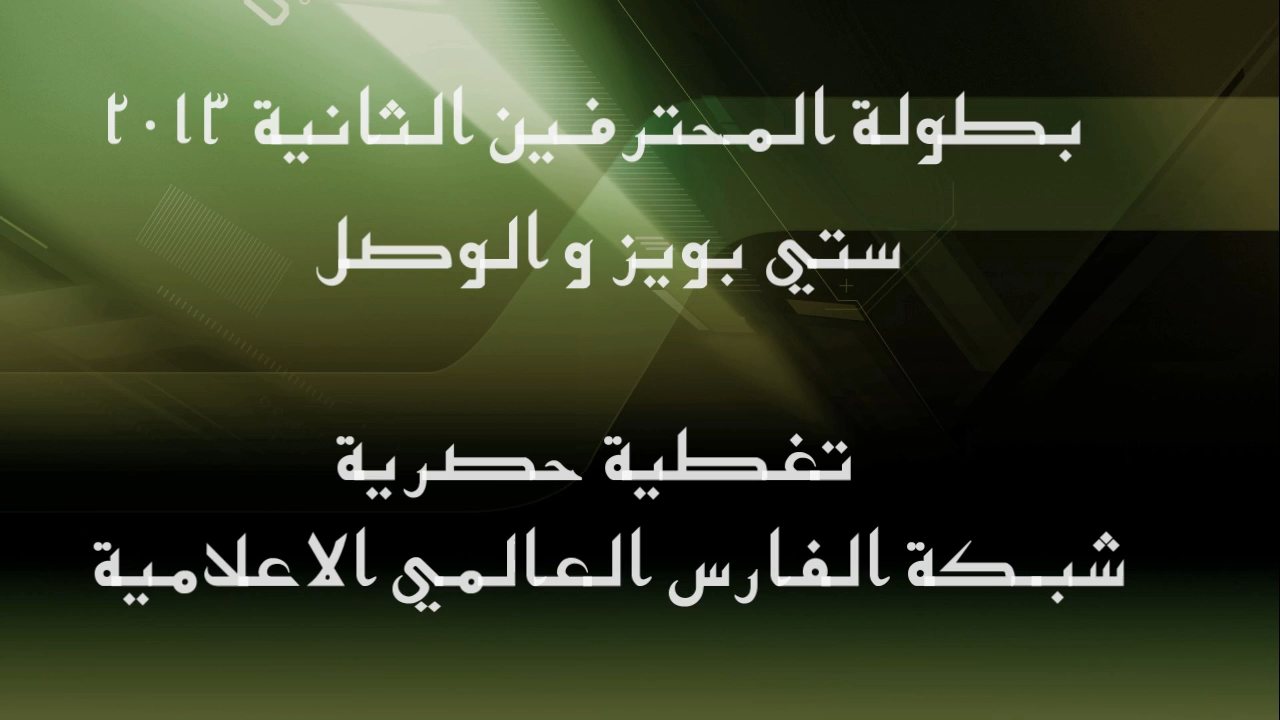 بطولة المحترفين الثانية ٢٠١٣
ستي بويز و الوصل
تغطية حصرية
شبكة الفارس العالمي الاعلامية